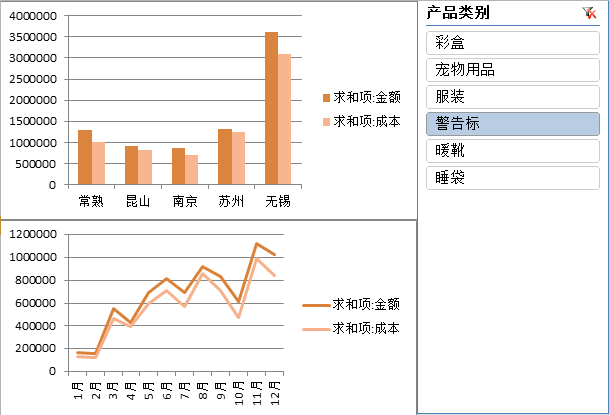 4000000
3500000
3000000
2500000
2000000
1500000
1000000
500000
0
常熟 昆山 南京 苏州 无锡
求和项:金额
求和项:成本
1200000
1000000
800000
600000
400000
200000
0
1月 2月 3月 4月 5月 6月 7月 8月 9月 10月 11月 12月
求和项:金额
求和项:成本
产品类别
彩盒
宠物用品
服装
警告标
暖靴
睡袋